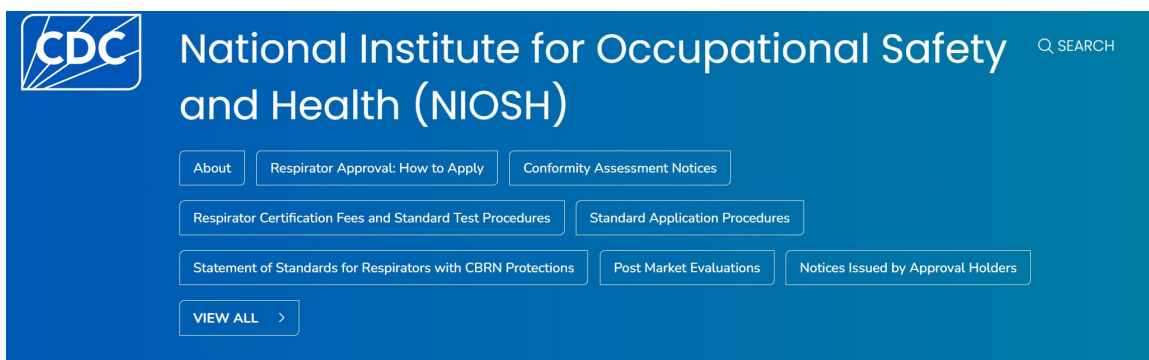 CDC
National Institute for Occupational Safety
and Health (NIOSH)
SEARCH
About
Respirator Approval: How to Apply
Conformity Assessment Notices
Respirator Certification Fees and Standard Test Procedures
Standard Application Procedures
Statement of Standards for Respirators with CBRN Protections
Post Market Evaluations
Notices Issued by Approval Holders
VIEW ALL